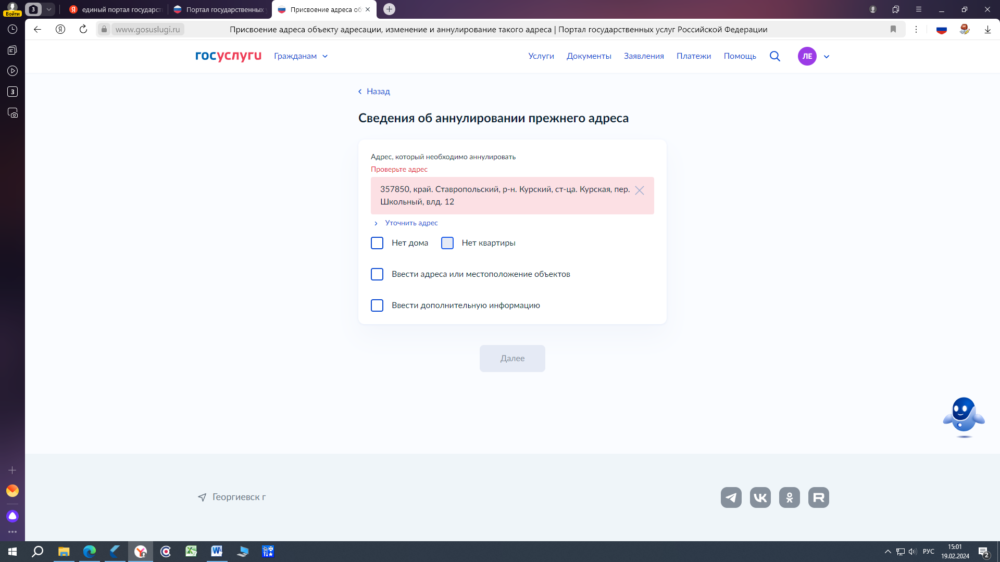 Войти
3
единый портал государст
Портал государственных
Присвоение адреса об
www.gosuslugi.ru
Присвоение адреса объекту адресации, изменение и аннулирование такого адреса | Портал государственных услуг Российской Федерации
3
госуслуги
Гражданам
Услуги
Документы
Заявления
Платежи
Помощь
ЛЕ
Назад
Сведения об аннулировании прежнего адреса
Адрес, который необходимо аннулировать
Проверьте адрес
357850, край. Ставропольский, р-н. Курский, ст-ца. Курская, пер.
Школьный, влд. 12
Уточнить адрес
Нет дома
Нет квартиры
Ввести адреса или местоположение объектов
Ввести дополнительную информацию
Далее
Георгиевск г
РУС
15:01
19.02.2024
2